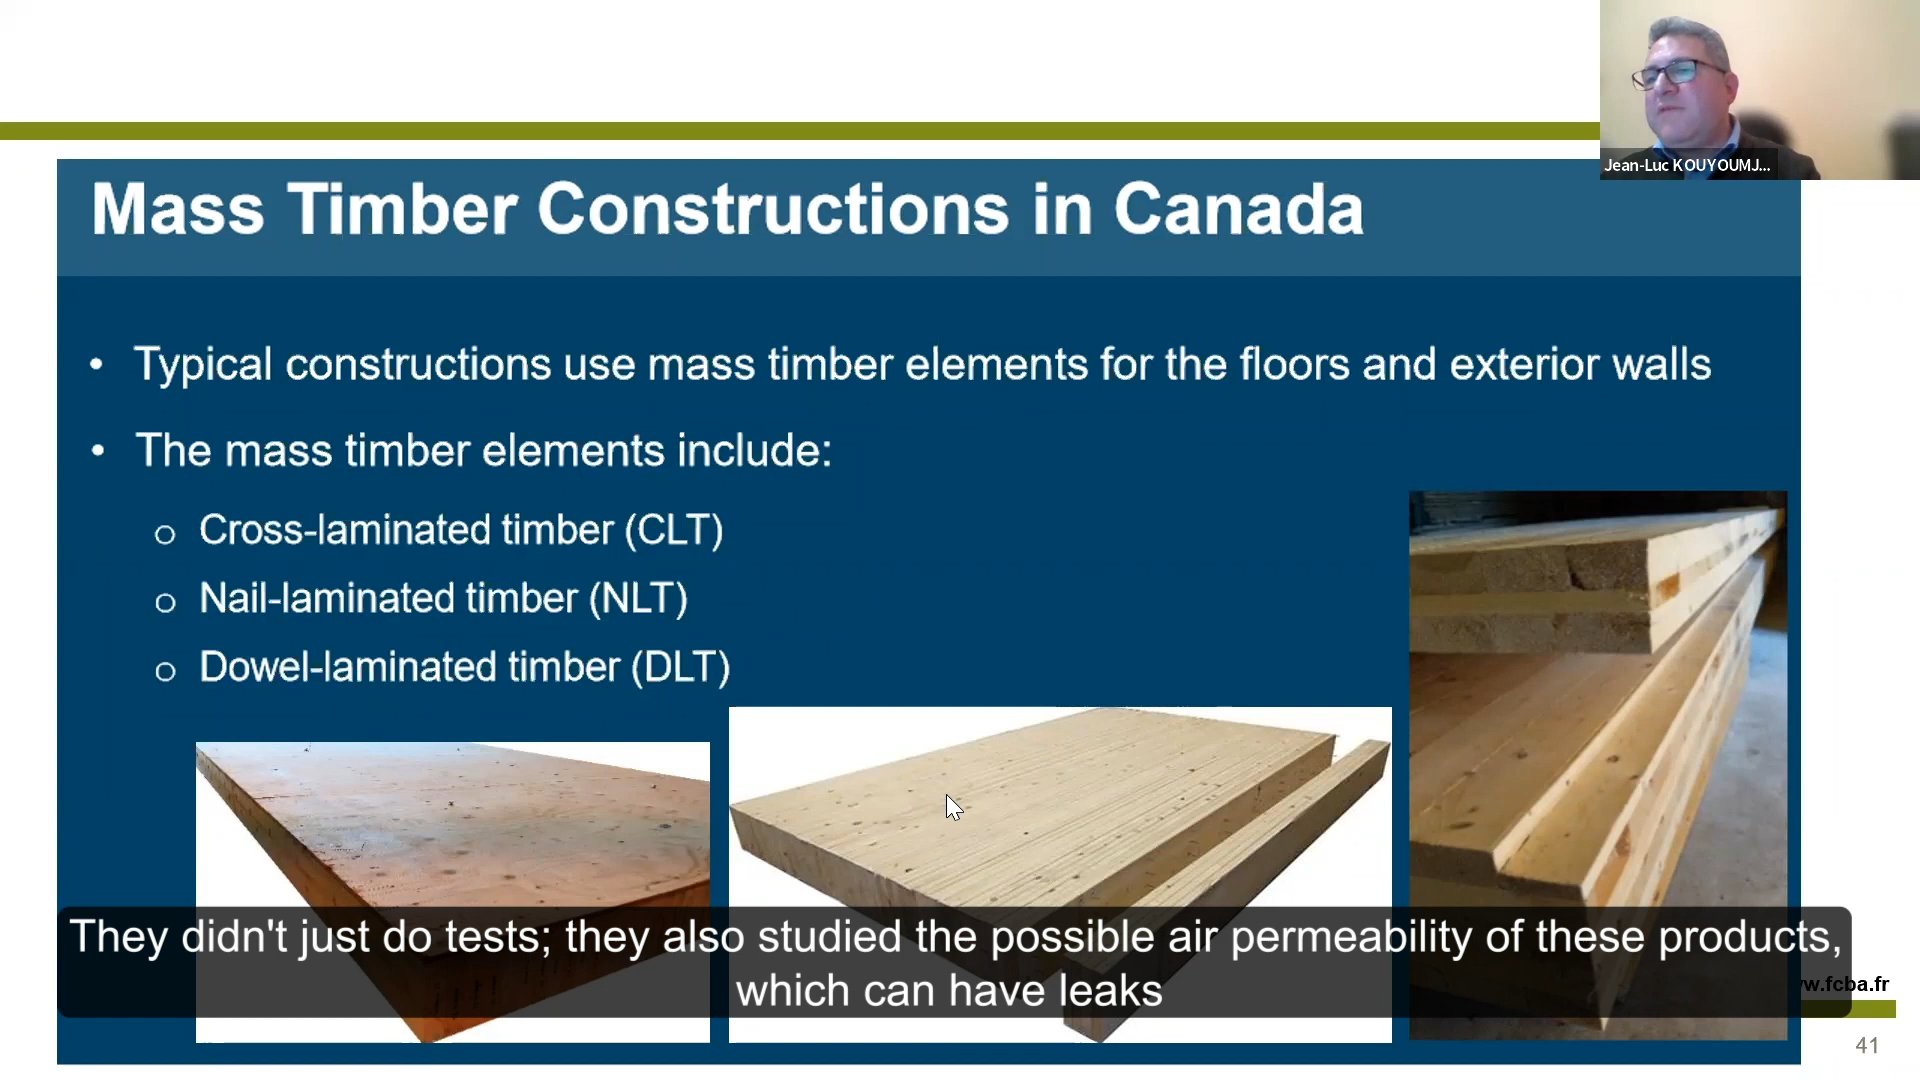 Jean-Luc KOUYOUMJ...
Mass Timber Constructions in Canada
• Typical constructions use mass timber elements for the floors and exterior walls
• The mass timber elements include:
o Cross-laminated timber (CLT)
o Nail-laminated timber (NLT)
o Dowel-laminated timber (DLT)
They didn't just do tests; they also studied the possible air permeability of these products,
which can have leaks
w.fcba.fr
41